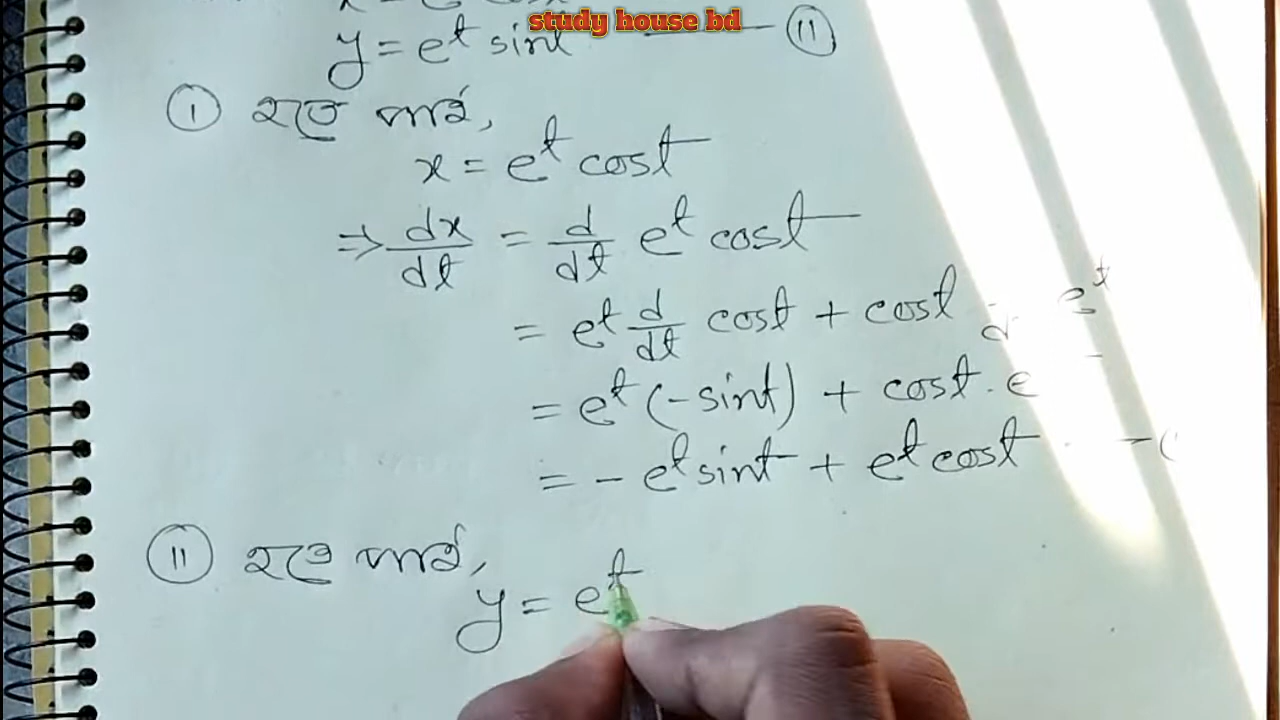 study house bd
y = e^t sint —— (II)
(I) হতে পাই,
x = e^t cost
⇒ dx/dt = d/dt e^t cost
= e^t d/dt cost + cost d e^t
= e^t (-sint) + cost . e
= - e^t sint + e^t cost —(
(II) হতে পাই,
y = e^t